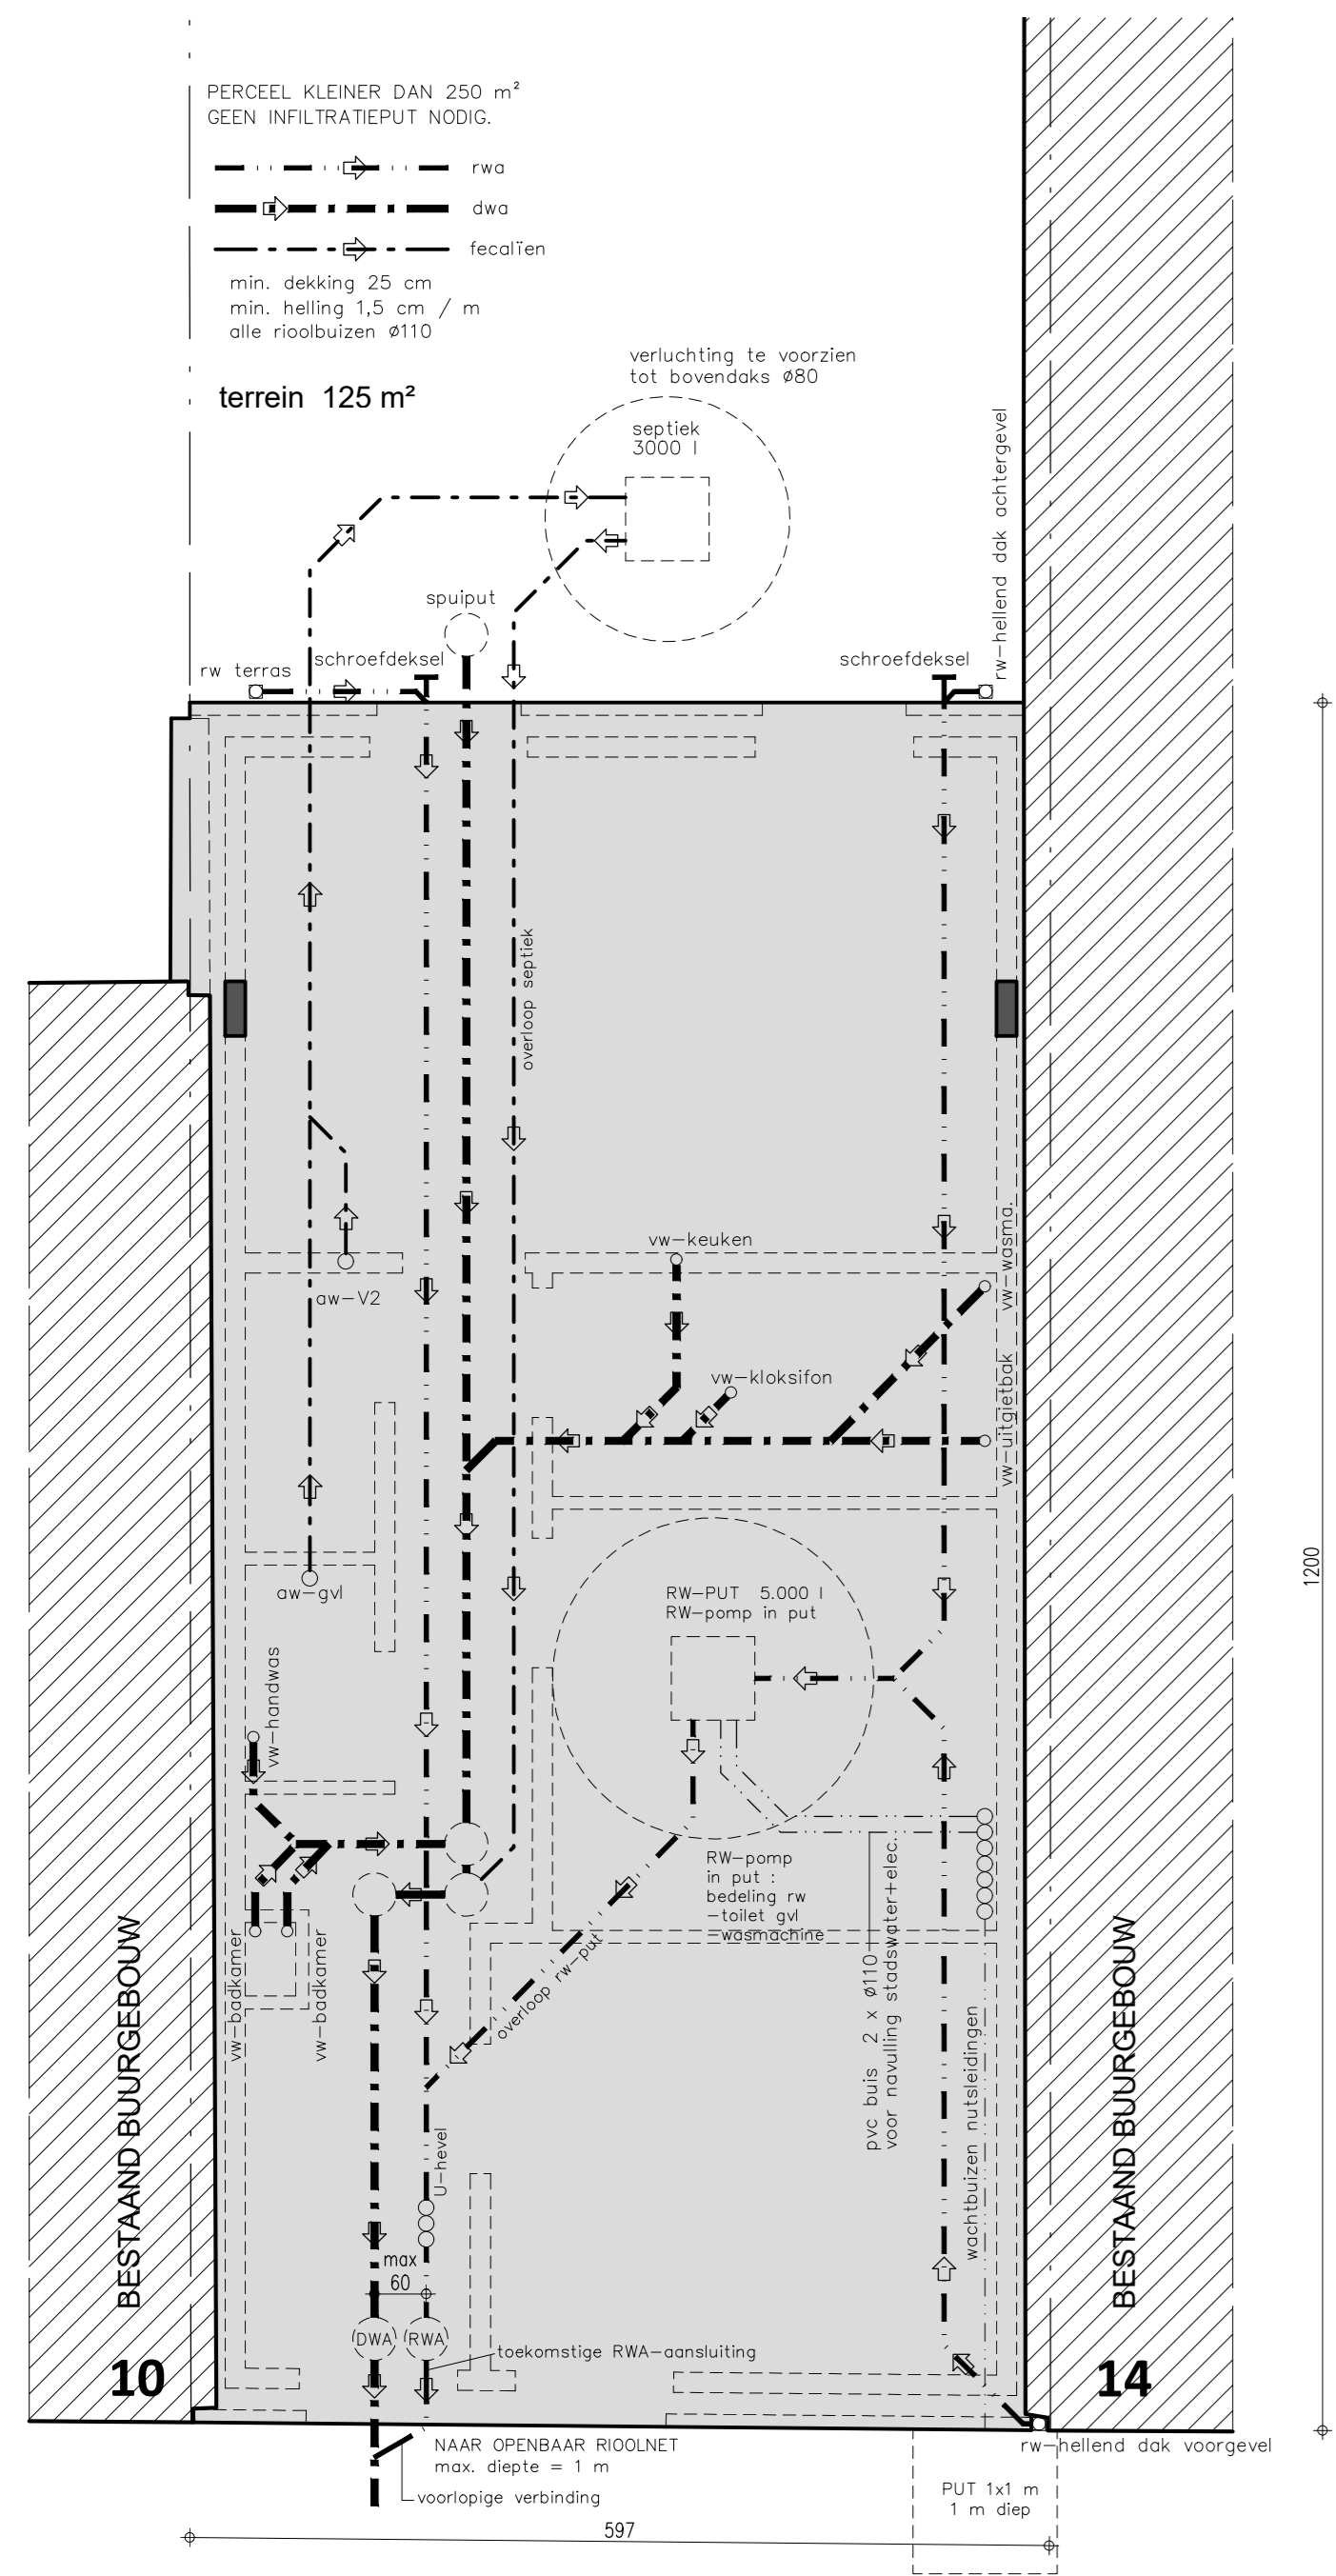 PERCEEL KLEINER DAN 250 m²
GEEN INFILTRATIEPUT NODIG.
rwa
dwa
fecalïen
min. dekking 25 cm
min. helling 1,5 cm / m
alle rioolbuizen ø110
terrein 125 m²
verluchting te voorzien
tot bovendaks ø80
septiek
3000 l
rw-hellend dak achtergevel
spuiput
rw terras
schroefdeksel
schroefdeksel
overloop septiek
vw-keuken
vw-wasma.
aw-V2
vw-kloksifon
vw-uitgietbak
aw-gvl
RW-PUT 5.000 l
RW-pomp in put
1200
vw-handwas
RW-pomp
in put :
bedeling rw
-toilet gvl
-wasmachine
pvc buis 2 x ø110
voor navulling stadswater+elec.
vw-badkamer
vw-badkamer
overloop rw-put
wachtbuizen nutsleidingen
BESTAAND BUURGEBOUW
BESTAAND BUURGEBOUW
U-hevel
max
60
DWA
RWA
toekomstige RWA-aansluiting
10
14
NAAR OPENBAAR RIOOLNET
max. diepte = 1 m
rw-hellend dak voorgevel
voorlopige verbinding
PUT 1x1 m
1 m diep
597